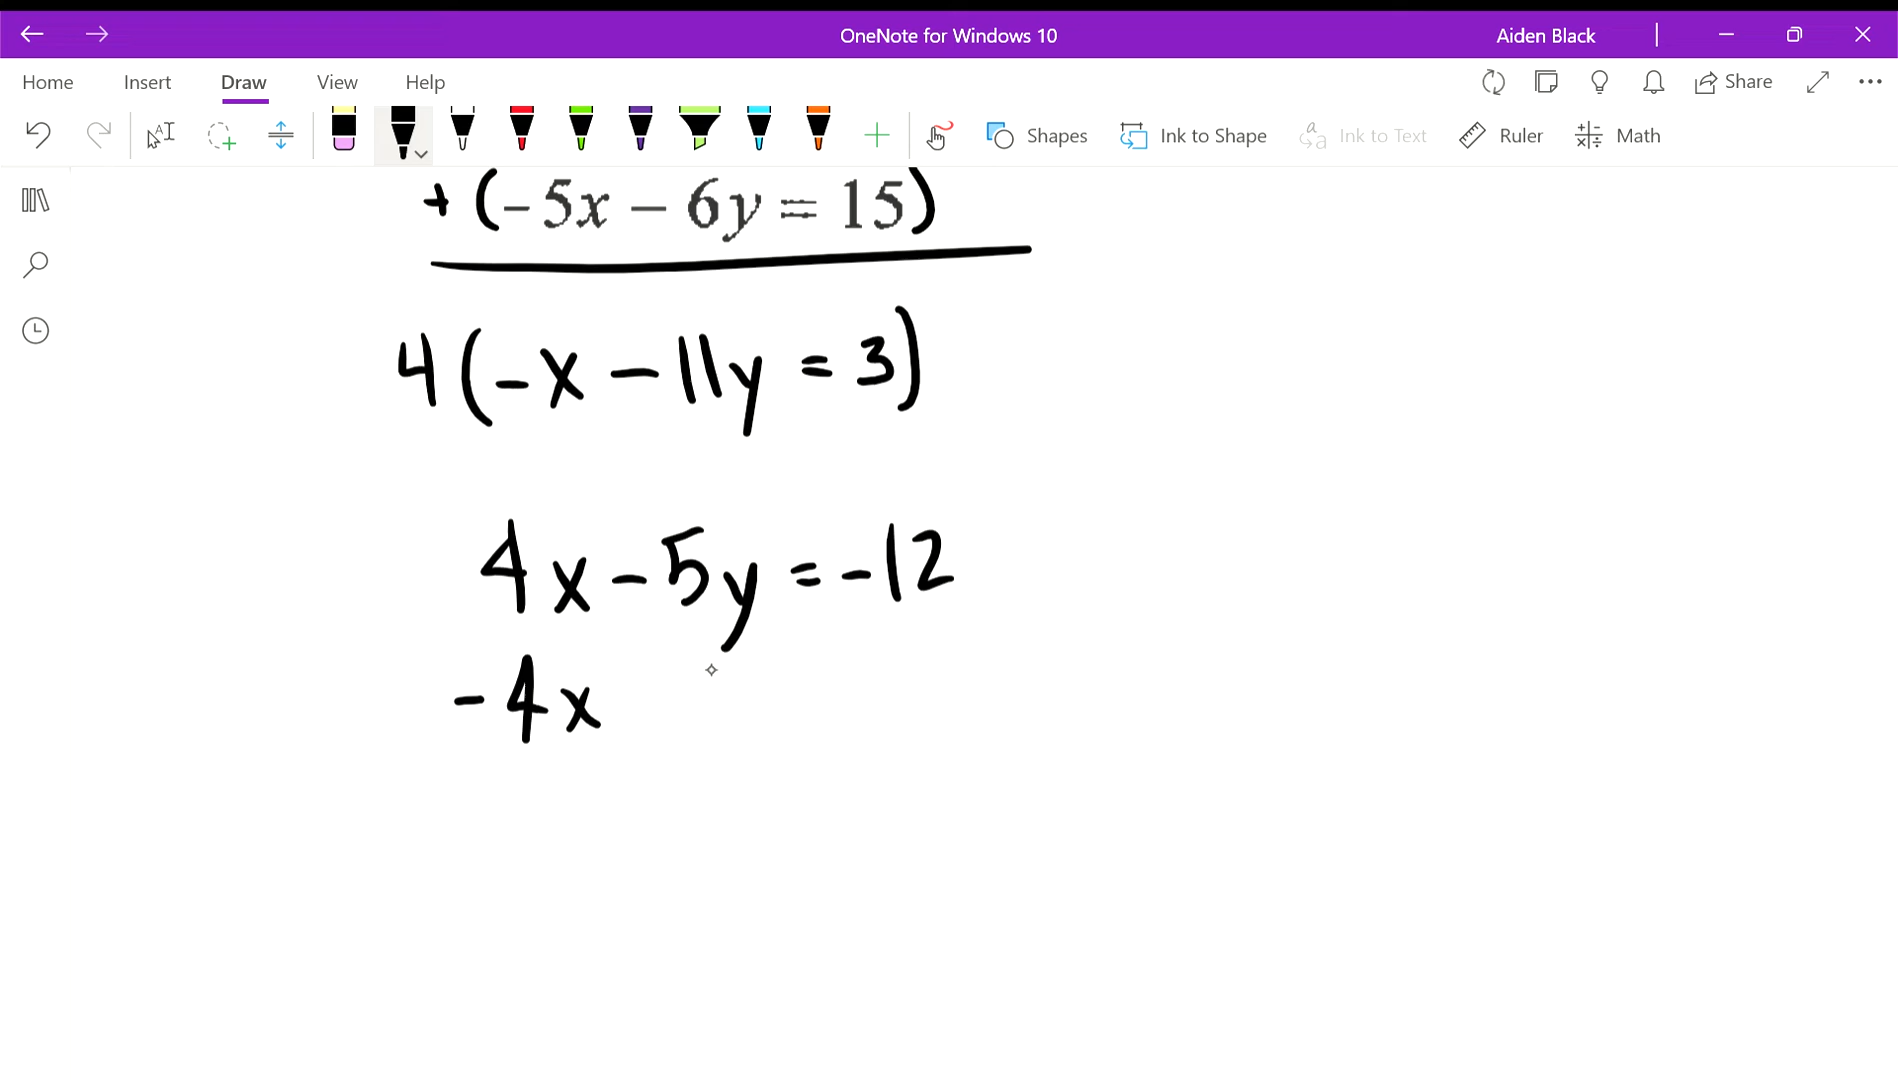 OneNote for Windows 10
Aiden Black
Home Insert Draw View Help
Share
Shapes Ink to Shape Ink to Text Ruler Math
+ (-5x - 6y = 15)
4(-x - 11y = 3)
4x - 5y = -12
-4x